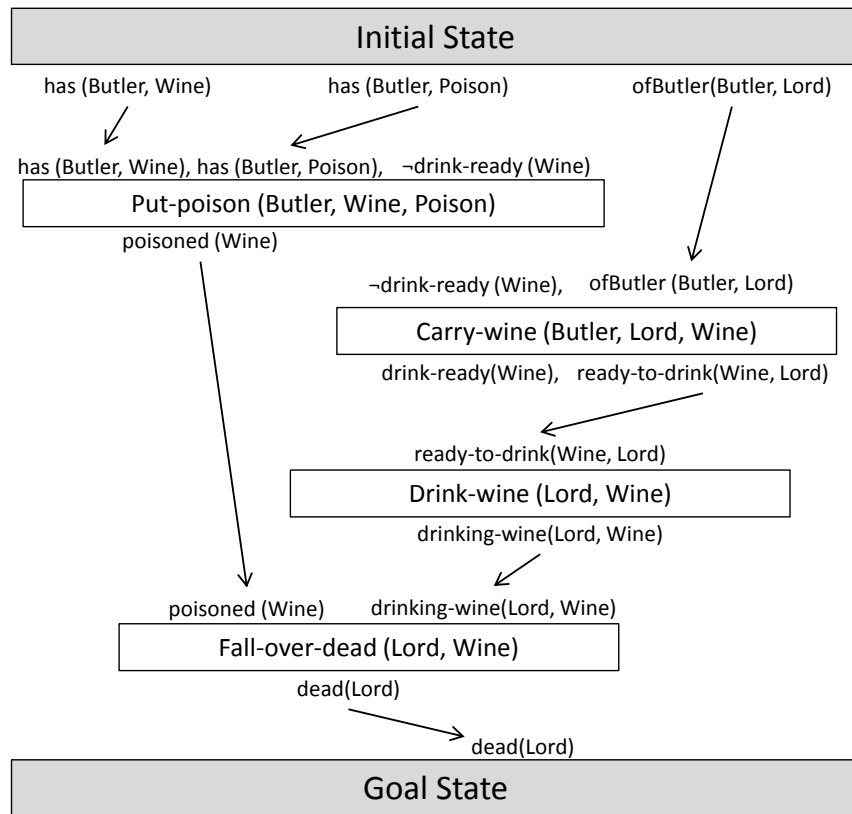 Initial State
has (Butler, Wine) has (Butler, Poison) ofButler(Butler, Lord)
has (Butler, Wine), has (Butler, Poison), ¬drink-ready (Wine)
Put-poison (Butler, Wine, Poison)
poisoned (Wine)
¬drink-ready (Wine), ofButler (Butler, Lord)
Carry-wine (Butler, Lord, Wine)
drink-ready(Wine), ready-to-drink(Wine, Lord)
ready-to-drink(Wine, Lord)
Drink-wine (Lord, Wine)
drinking-wine(Lord, Wine)
poisoned (Wine) drinking-wine(Lord, Wine)
Fall-over-dead (Lord, Wine)
dead(Lord)
dead(Lord)
Goal State